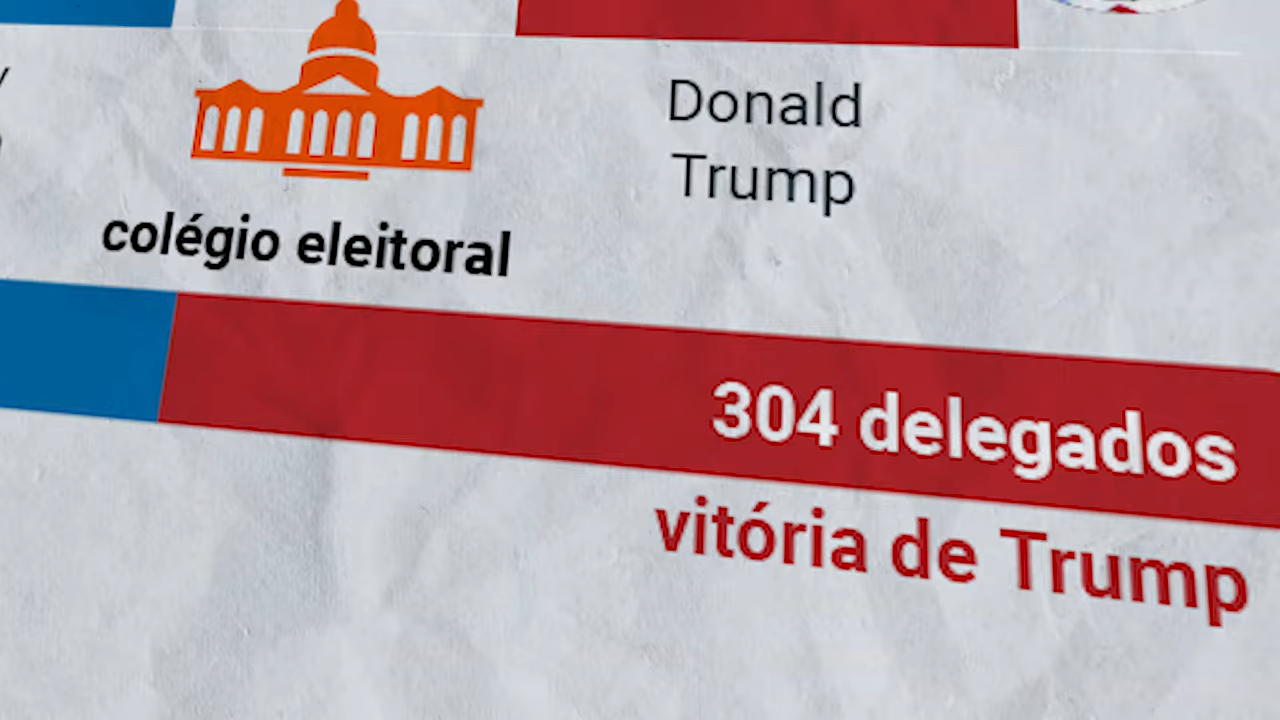 Donald
Trump
colégio eleitoral
304 delegados
vitória de Trump